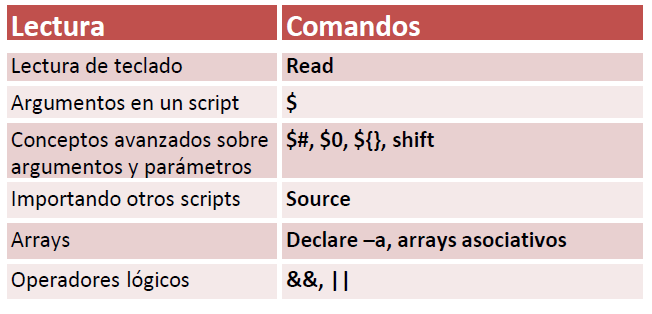 Lectura Comandos
Lectura de teclado Read
Argumentos en un script $
Conceptos avanzados sobre $#, $0, ${}, shift
argumentos y parámetros
Importando otros scripts Source
Arrays Declare –a, arrays asociativos
Operadores lógicos &&, ||